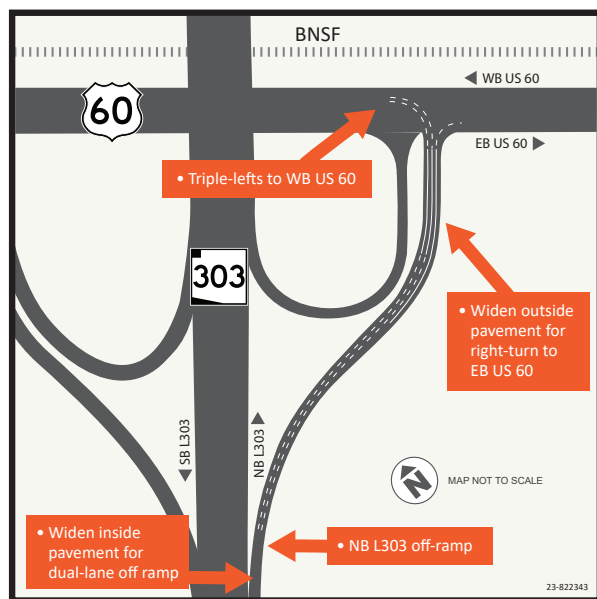 BNSF
WB US 60
60
EB US 60
• Triple-lefts to WB US 60
303
• Widen outside
pavement for
right-turn to
EB US 60
SB L303
NB L303
N
MAP NOT TO SCALE
• Widen inside
pavement for
dual-lane off ramp
• NB L303 off-ramp
23-822343